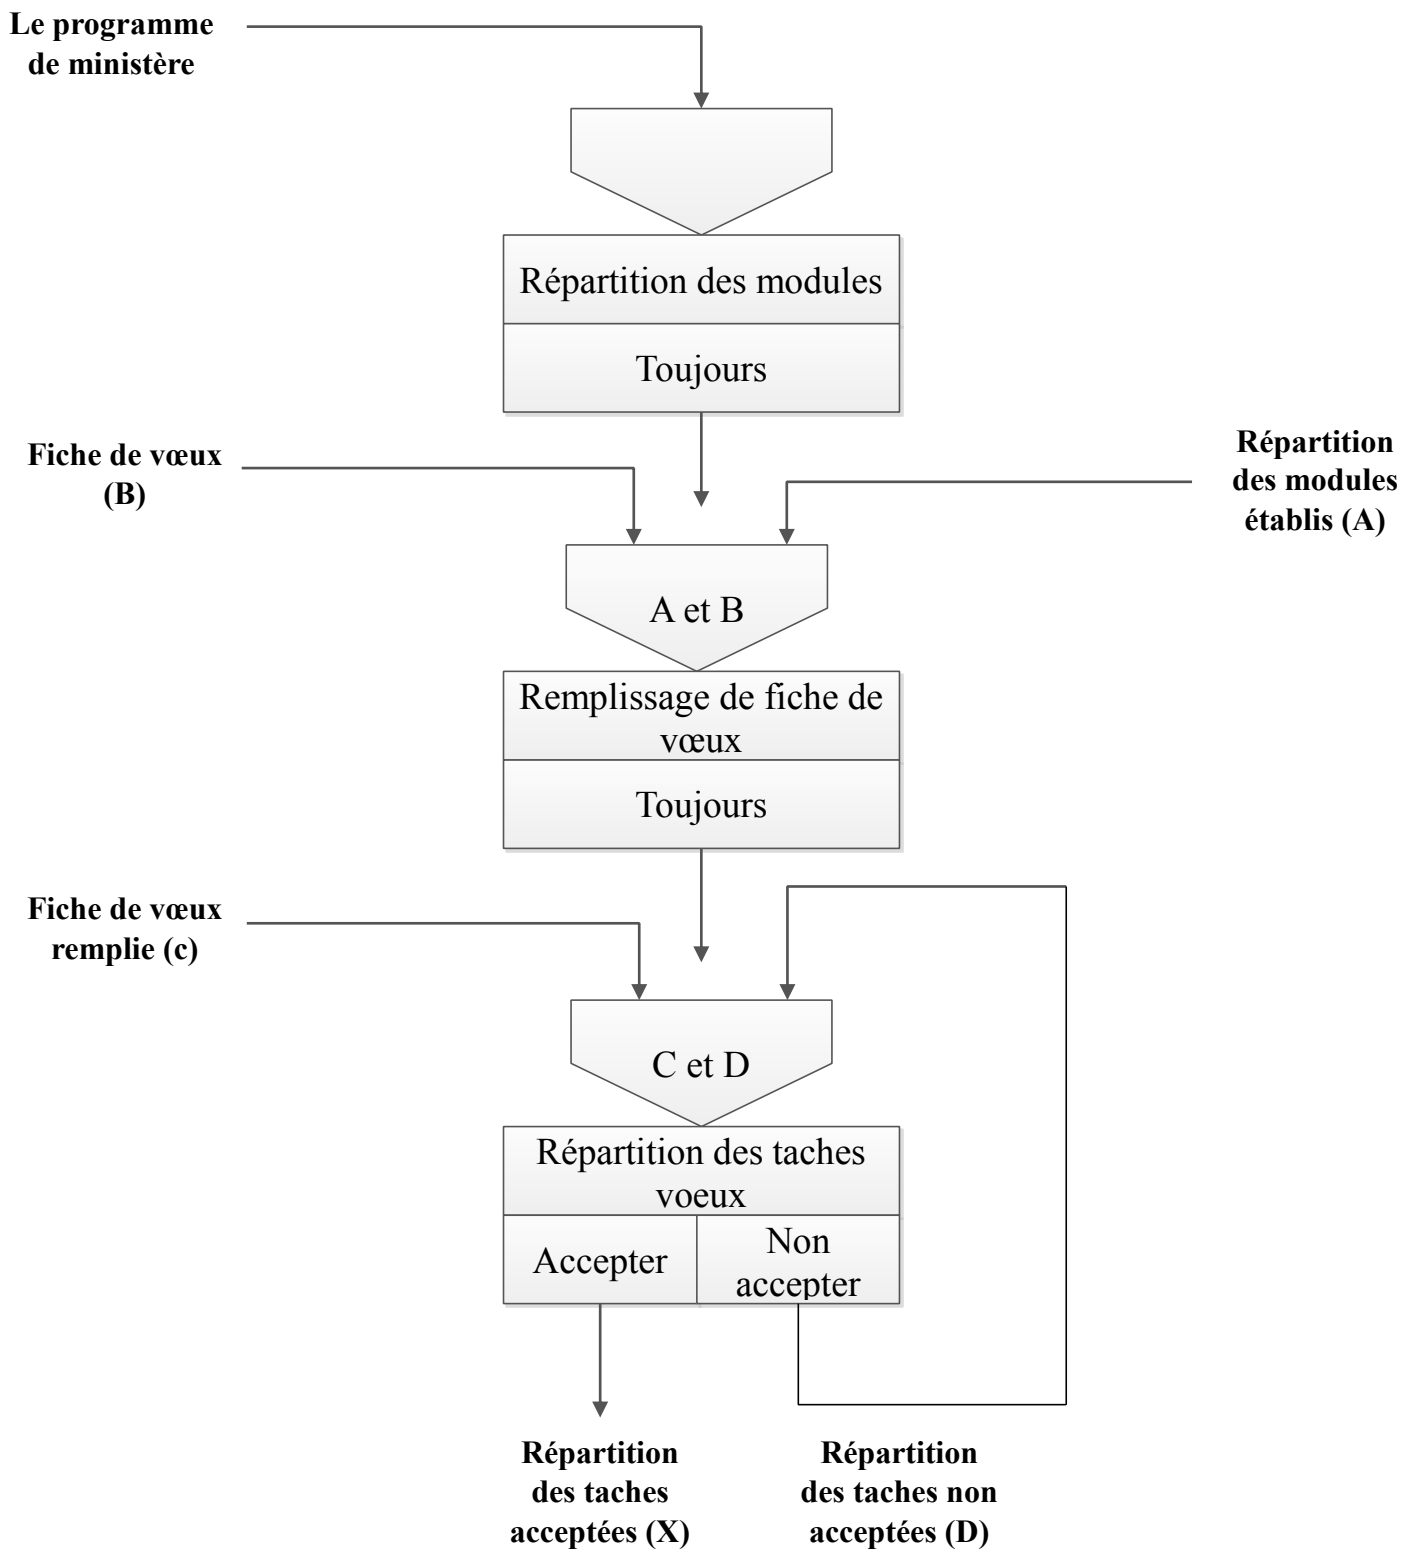 Le programme
de ministère
Répartition des modules
Toujours
Fiche de vœux
(B)
Répartition
des modules
établis (A)
A et B
Remplissage de fiche de
vœux
Toujours
Fiche de vœux
remplie (c)
C et D
Répartition des taches
voeux
Accepter
Non
accepter
Répartition
des taches
acceptées (X)
Répartition
des taches non
acceptées (D)